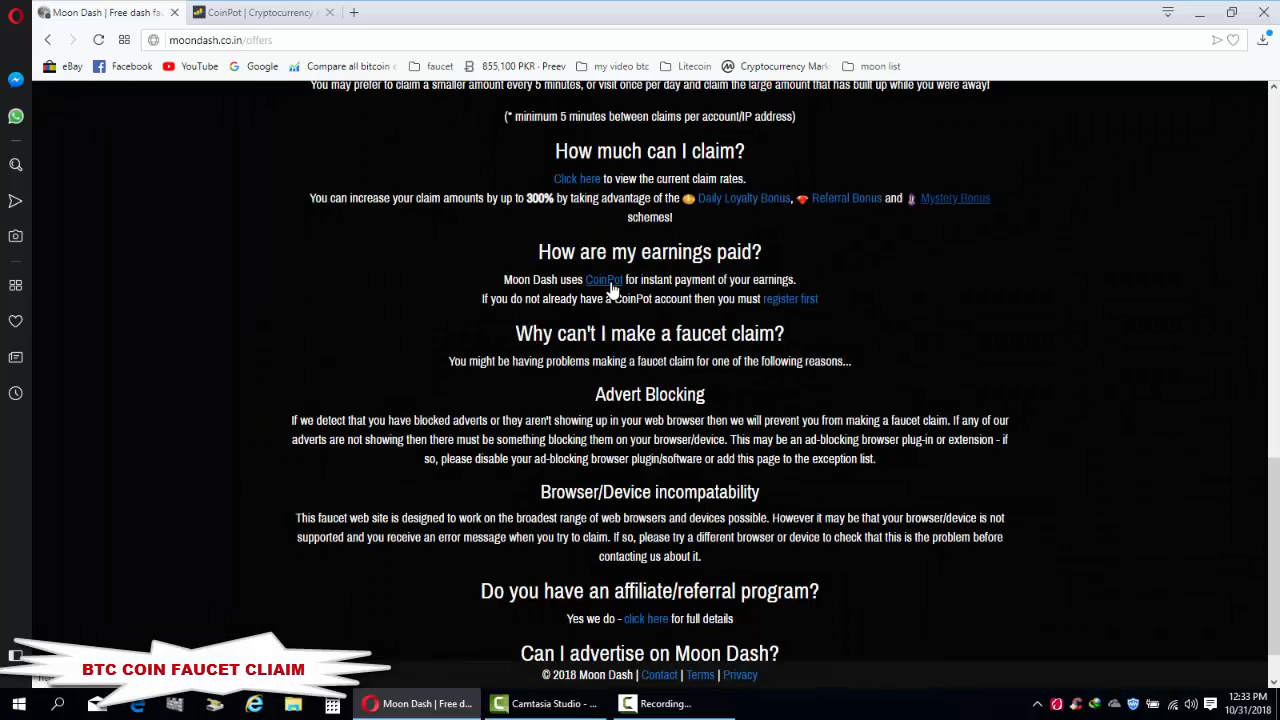 Moon Dash | Free dash fa
CoinPot | Cryptocurrency
moondash.co.in/offers
eBay
Facebook
YouTube
Google
Compare all bitcoin
faucet
855,100 PKR - Preev
my video btc
Litecoin
Cryptocurrency Mark
moon list
You may prefer to claim a smaller amount every 5 minutes, or visit once per day and claim the large amount that has built up while you were away!
(* minimum 5 minutes between claims per account/IP address)
How much can I claim?
Click here to view the current claim rates.
You can increase your claim amounts by up to 300% by taking advantage of the Daily Loyalty Bonus, Referral Bonus and Mystery Bonus
schemes!
How are my earnings paid?
Moon Dash uses CoinPot for instant payment of your earnings.
If you do not already have a CoinPot account then you must register first
Why can't I make a faucet claim?
You might be having problems making a faucet claim for one of the following reasons...
Advert Blocking
If we detect that you have blocked adverts or they aren't showing up in your web browser then we will prevent you from making a faucet claim. If any of our
adverts are not showing then there must be something blocking them on your browser/device. This may be an ad-blocking browser plug-in or extension - if
so, please disable your ad-blocking browser plugin/software or add this page to the exception list.
Browser/Device incompatability
This faucet web site is designed to work on the broadest range of web browsers and devices possible. However it may be that your browser/device is not
supported and you receive an error message when you try to claim. If so, please try a different browser or device to check that this is the problem before
contacting us about it.
Do you have an affiliate/referral program?
Yes we do - click here for full details
Can I advertise on Moon Dash?
© 2018 Moon Dash | Contact | Terms | Privacy
BTC COIN FAUCET CLIAIM
Moon Dash | Free d...
Camtasia Studio - ...
Recording...
12:33 PM
10/31/2018